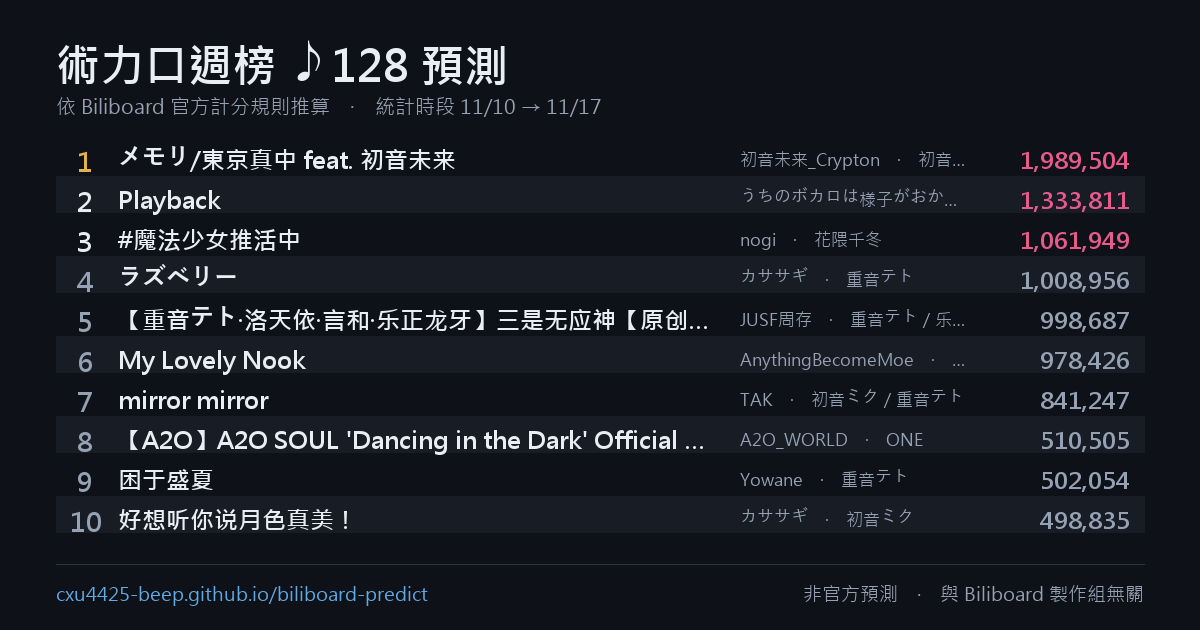 術力口週榜 ♪128 預測
依 Biliboard 官方計分規則推算 · 統計時段 11/10 → 11/17
1 メモリ/東京真中 feat. 初音未来 初音未来_Crypton · 初音… 1,989,504
2 Playback うちのボカロは様子がおか… 1,333,811
3 #魔法少女推活中 nogi · 花隈千冬 1,061,949
4 ラズベリー カササギ · 重音テト 1,008,956
5 【重音テト·洛天依·言和·乐正龙牙】三是无应神【原创… JUSF周存 · 重音テト / 乐… 998,687
6 My Lovely Nook AnythingBecomeMoe · … 978,426
7 mirror mirror TAK · 初音ミク / 重音テト 841,247
8 【A2O】A2O SOUL 'Dancing in the Dark' Official … A2O_WORLD · ONE 510,505
9 困于盛夏 Yowane · 重音テト 502,054
10 好想听你说月色真美！ カササギ · 初音ミク 498,835
cxu4425-beep.github.io/biliboard-predict 非官方預測 · 與 Biliboard 製作組無關